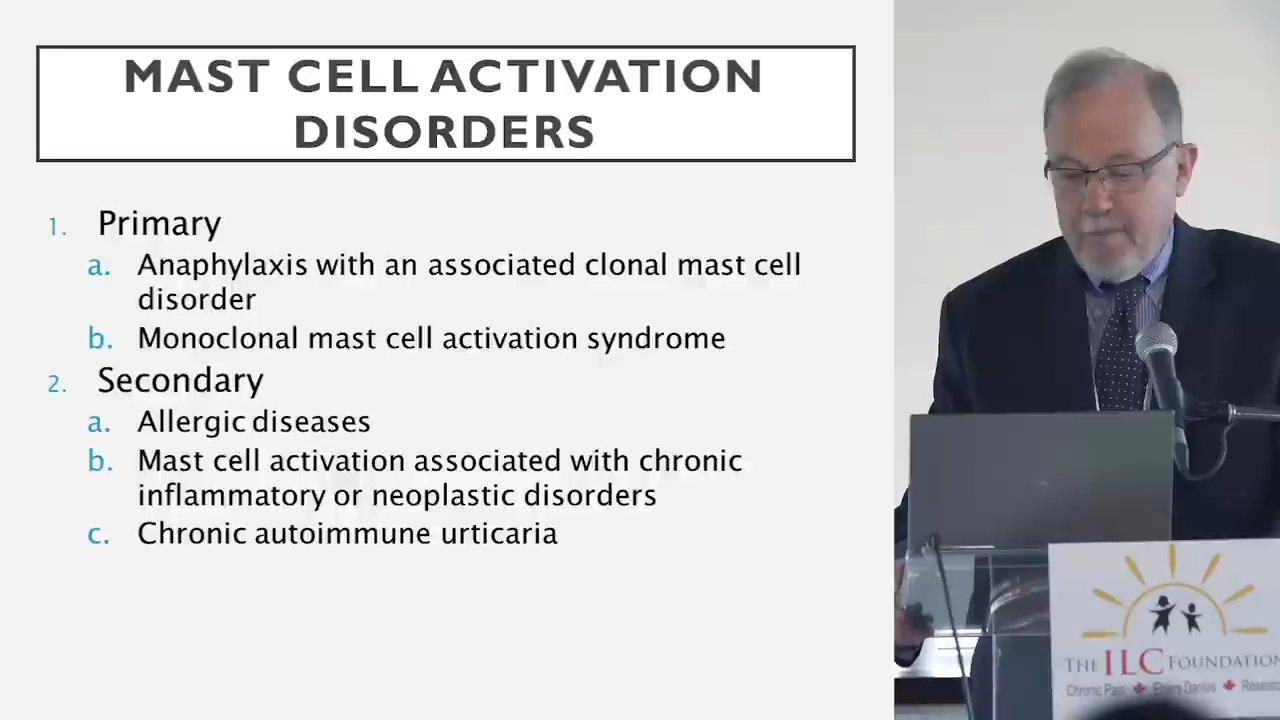 MAST CELL ACTIVATION
DISORDERS
1. Primary
a. Anaphylaxis with an associated clonal mast cell
disorder
b. Monoclonal mast cell activation syndrome
2. Secondary
a. Allergic diseases
b. Mast cell activation associated with chronic
inflammatory or neoplastic disorders
c. Chronic autoimmune urticaria
THE ILC FOUNDATION
Chronic Pain Ehlers Danlos